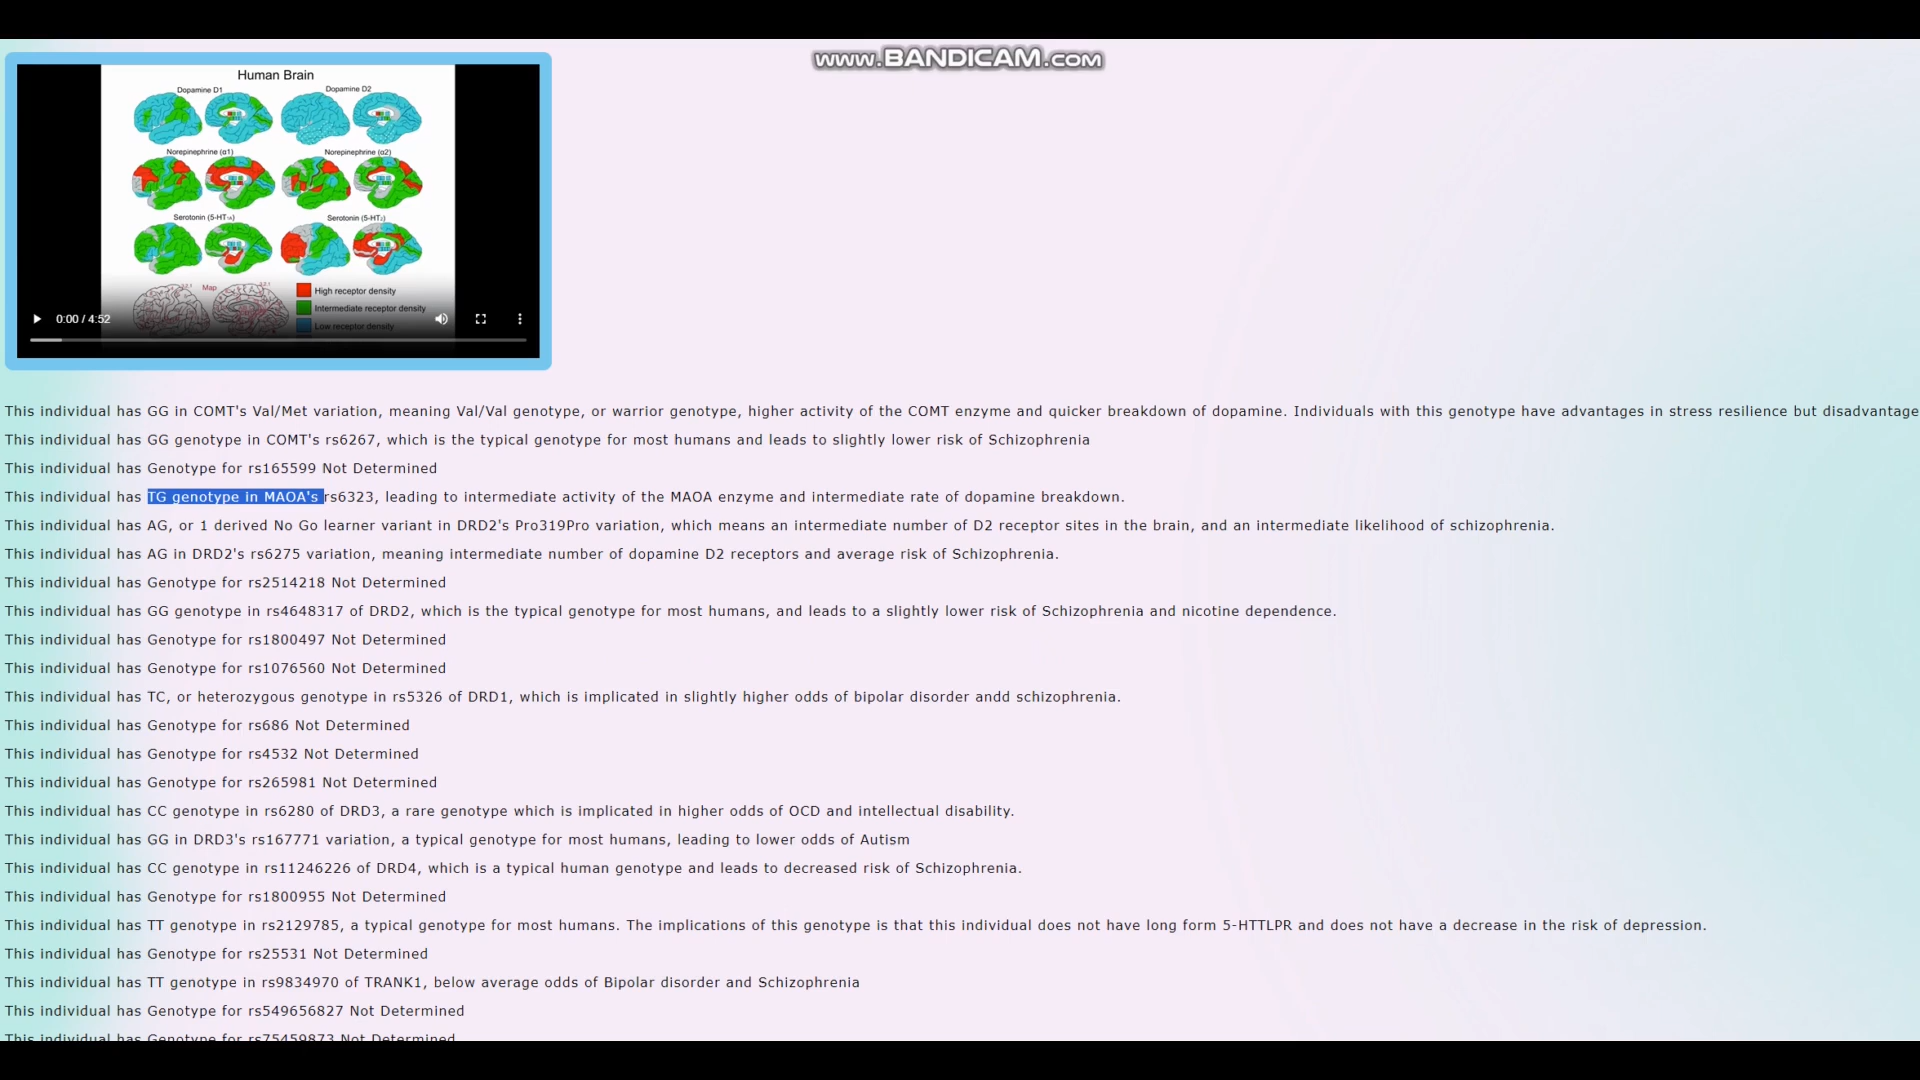 www.BANDICAM.com
Human Brain
Dopamine D1 Dopamine D2
Norepinephrine (α1) Norepinephrine (α2)
Serotonin (5-HT1A) Serotonin (5-HT2)
Map
High receptor density
Intermediate receptor density
Low receptor density
0:00 / 4:52
This individual has GG in COMT's Val/Met variation, meaning Val/Val genotype, or warrior genotype, higher activity of the COMT enzyme and quicker breakdown of dopamine. Individuals with this genotype have advantages in stress resilience but disadvantage
This individual has GG genotype in COMT's rs6267, which is the typical genotype for most humans and leads to slightly lower risk of Schizophrenia
This individual has Genotype for rs165599 Not Determined
This individual has TG genotype in MAOA's rs6323, leading to intermediate activity of the MAOA enzyme and intermediate rate of dopamine breakdown.
This individual has AG, or 1 derived No Go learner variant in DRD2's Pro319Pro variation, which means an intermediate number of D2 receptor sites in the brain, and an intermediate likelihood of schizophrenia.
This individual has AG in DRD2's rs6275 variation, meaning intermediate number of dopamine D2 receptors and average risk of Schizophrenia.
This individual has Genotype for rs2514218 Not Determined
This individual has GG genotype in rs4648317 of DRD2, which is the typical genotype for most humans, and leads to a slightly lower risk of Schizophrenia and nicotine dependence.
This individual has Genotype for rs1800497 Not Determined
This individual has Genotype for rs1076560 Not Determined
This individual has TC, or heterozygous genotype in rs5326 of DRD1, which is implicated in slightly higher odds of bipolar disorder andd schizophrenia.
This individual has Genotype for rs686 Not Determined
This individual has Genotype for rs4532 Not Determined
This individual has Genotype for rs265981 Not Determined
This individual has CC genotype in rs6280 of DRD3, a rare genotype which is implicated in higher odds of OCD and intellectual disability.
This individual has GG in DRD3's rs167771 variation, a typical genotype for most humans, leading to lower odds of Autism
This individual has CC genotype in rs11246226 of DRD4, which is a typical human genotype and leads to decreased risk of Schizophrenia.
This individual has Genotype for rs1800955 Not Determined
This individual has TT genotype in rs2129785, a typical genotype for most humans. The implications of this genotype is that this individual does not have long form 5-HTTLPR and does not have a decrease in the risk of depression.
This individual has Genotype for rs25531 Not Determined
This individual has TT genotype in rs9834970 of TRANK1, below average odds of Bipolar disorder and Schizophrenia
This individual has Genotype for rs549656827 Not Determined
This individual has Genotype for rs75459873 Not Determined